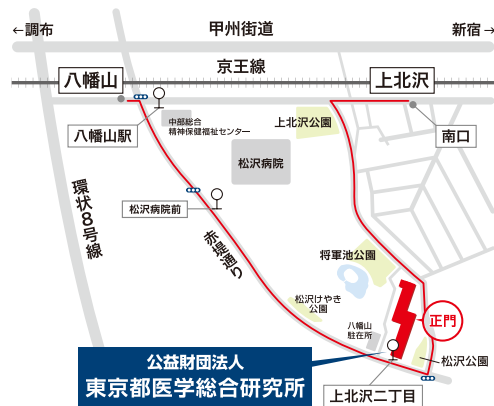 ←調布
甲州街道
新宿→
京王線
八幡山
上北沢
八幡山駅
中部総合
精神保健福祉センター
上北沢公園
南口
松沢病院
環状8号線
松沢病院前
赤堤通り
将軍池公園
松沢けやき
公園
八幡山
駐在所
正門
公益財団法人
東京都医学総合研究所
松沢公園
上北沢二丁目